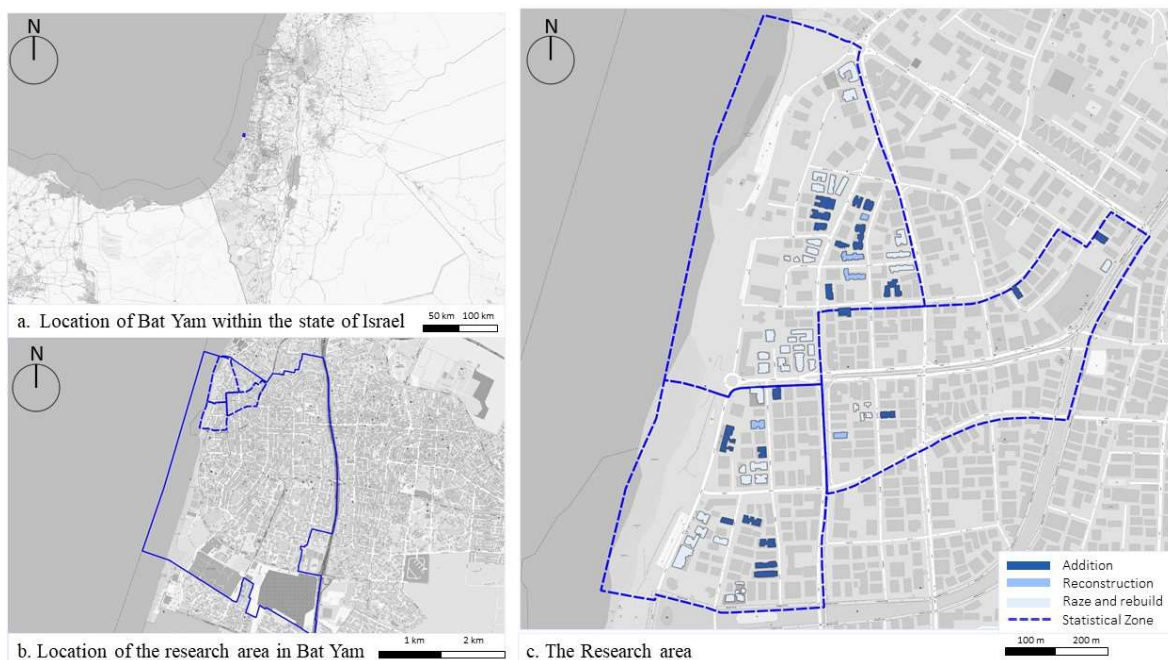 N
a. Location of Bat Yam within the state of Israel
50 km 100 km
N
1 km 2 km
b. Location of the research area in Bat Yam
N
Addition
Reconstruction
Raze and rebuild
Statistical Zone
100 m 200 m
c. The Research area